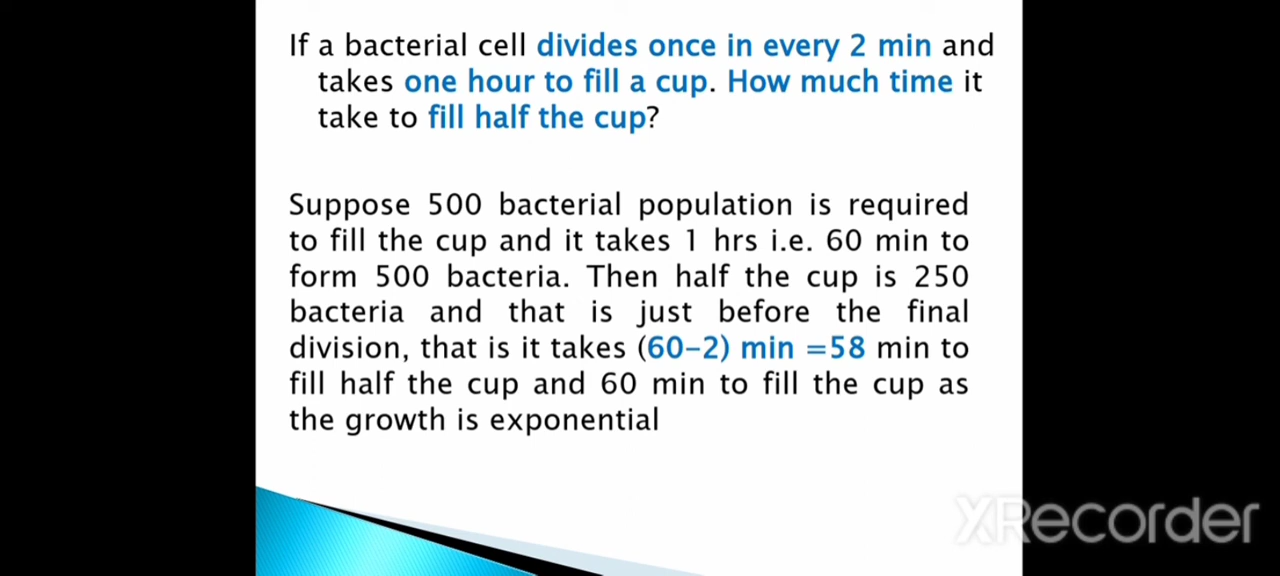 If a bacterial cell divides once in every 2 min and
takes one hour to fill a cup. How much time it
take to fill half the cup?
Suppose 500 bacterial population is required
to fill the cup and it takes 1 hrs i.e. 60 min to
form 500 bacteria. Then half the cup is 250
bacteria and that is just before the final
division, that is it takes (60-2) min =58 min to
fill half the cup and 60 min to fill the cup as
the growth is exponential
XRecorder